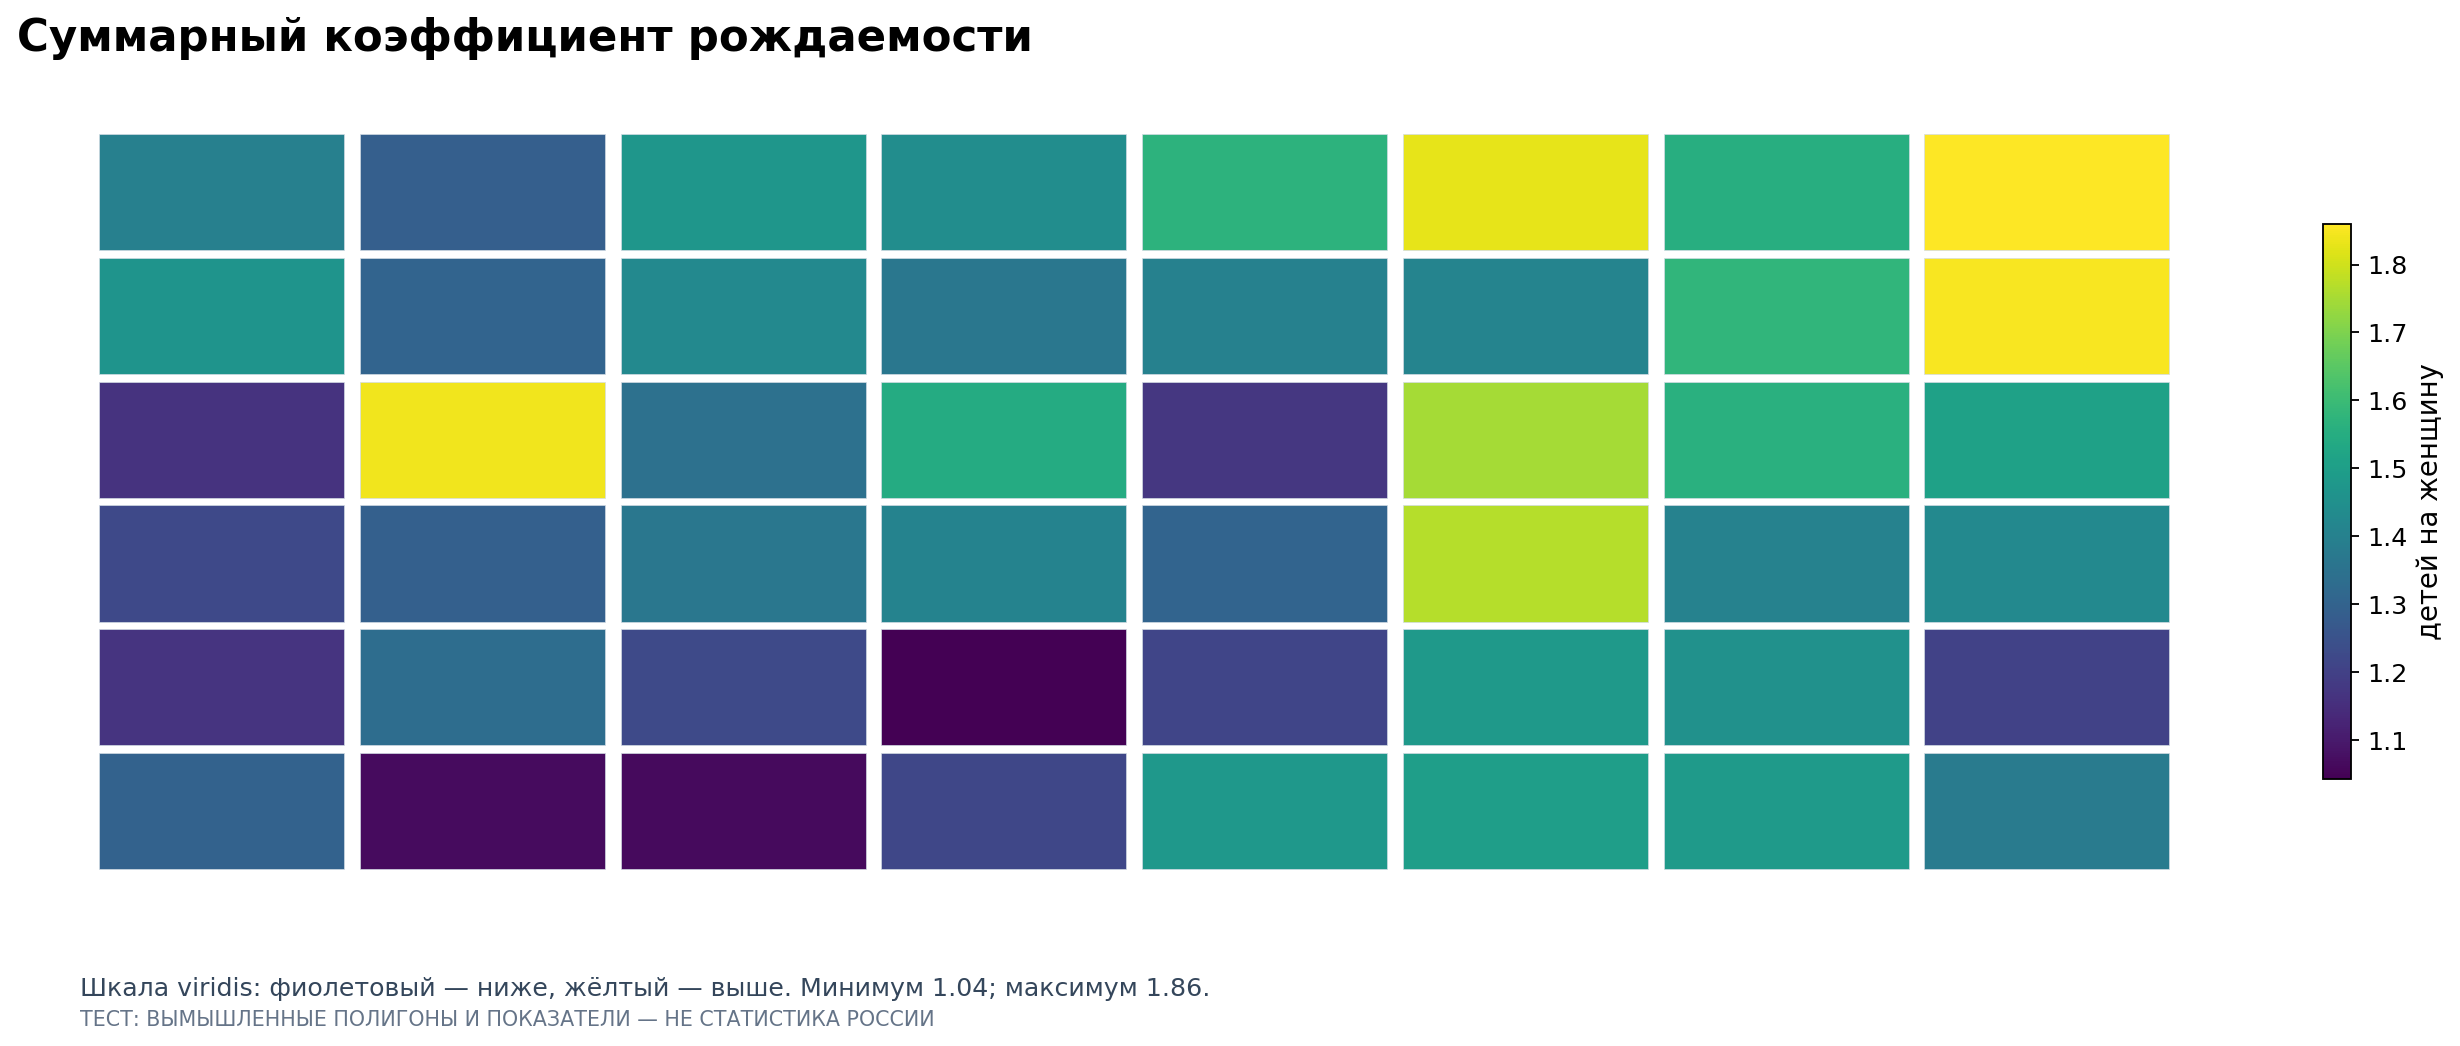 Суммарный коэффициент рождаемости
1.8
1.7
1.6
1.5
1.4
1.3
1.2
1.1
детей на женщину
Шкала viridis: фиолетовый — ниже, жёлтый — выше. Минимум 1.04; максимум 1.86.
ТЕСТ: ВЫМЫШЛЕННЫЕ ПОЛИГОНЫ И ПОКАЗАТЕЛИ — НЕ СТАТИСТИКА РОССИИ